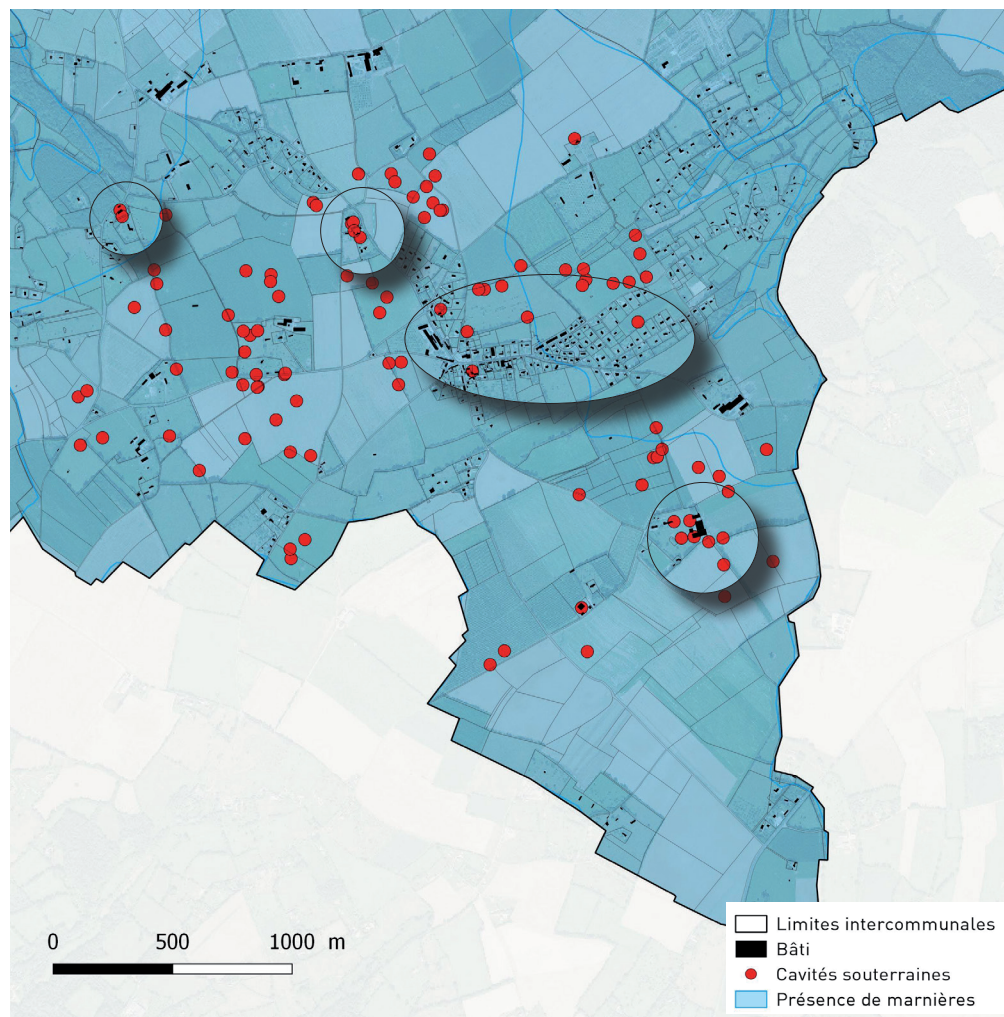 0 500 1000 m
Limites intercommunales
Bâti
Cavités souterraines
Présence de marnières